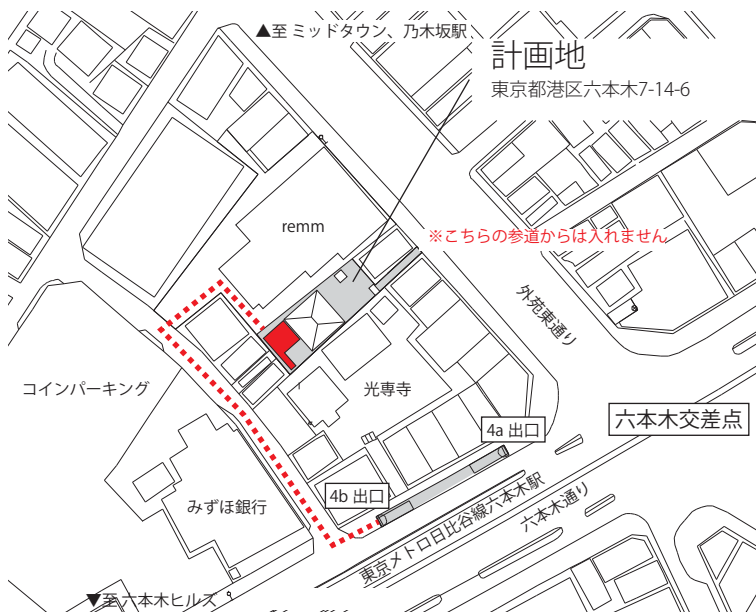 ▲至 ミッドタウン、乃木坂駅
計画地
東京都港区六本木7-14-6
remm
※こちらの参道からは入れません
外苑東通り
コインパーキング
光専寺
六本木交差点
4a 出口
4b 出口
みずほ銀行
東京メトロ日比谷線六本木駅
六本木通り
▼至 六本木ヒルズ